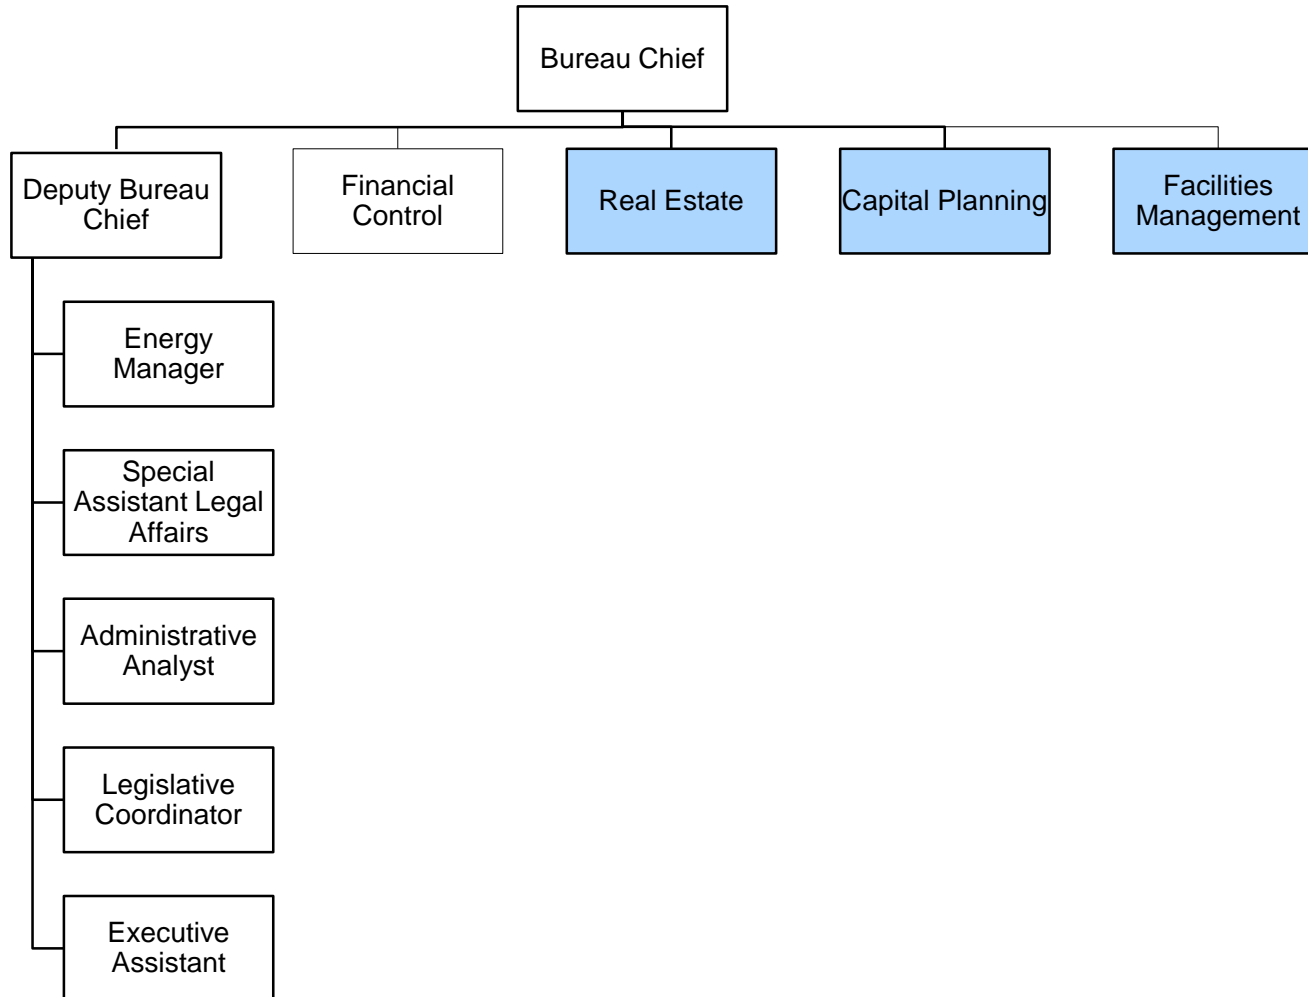 Bureau Chief
Deputy Bureau
Chief
Financial
Control
Real Estate
Capital Planning
Facilities
Management
Energy
Manager
Special
Assistant Legal
Affairs
Administrative
Analyst
Legislative
Coordinator
Executive
Assistant